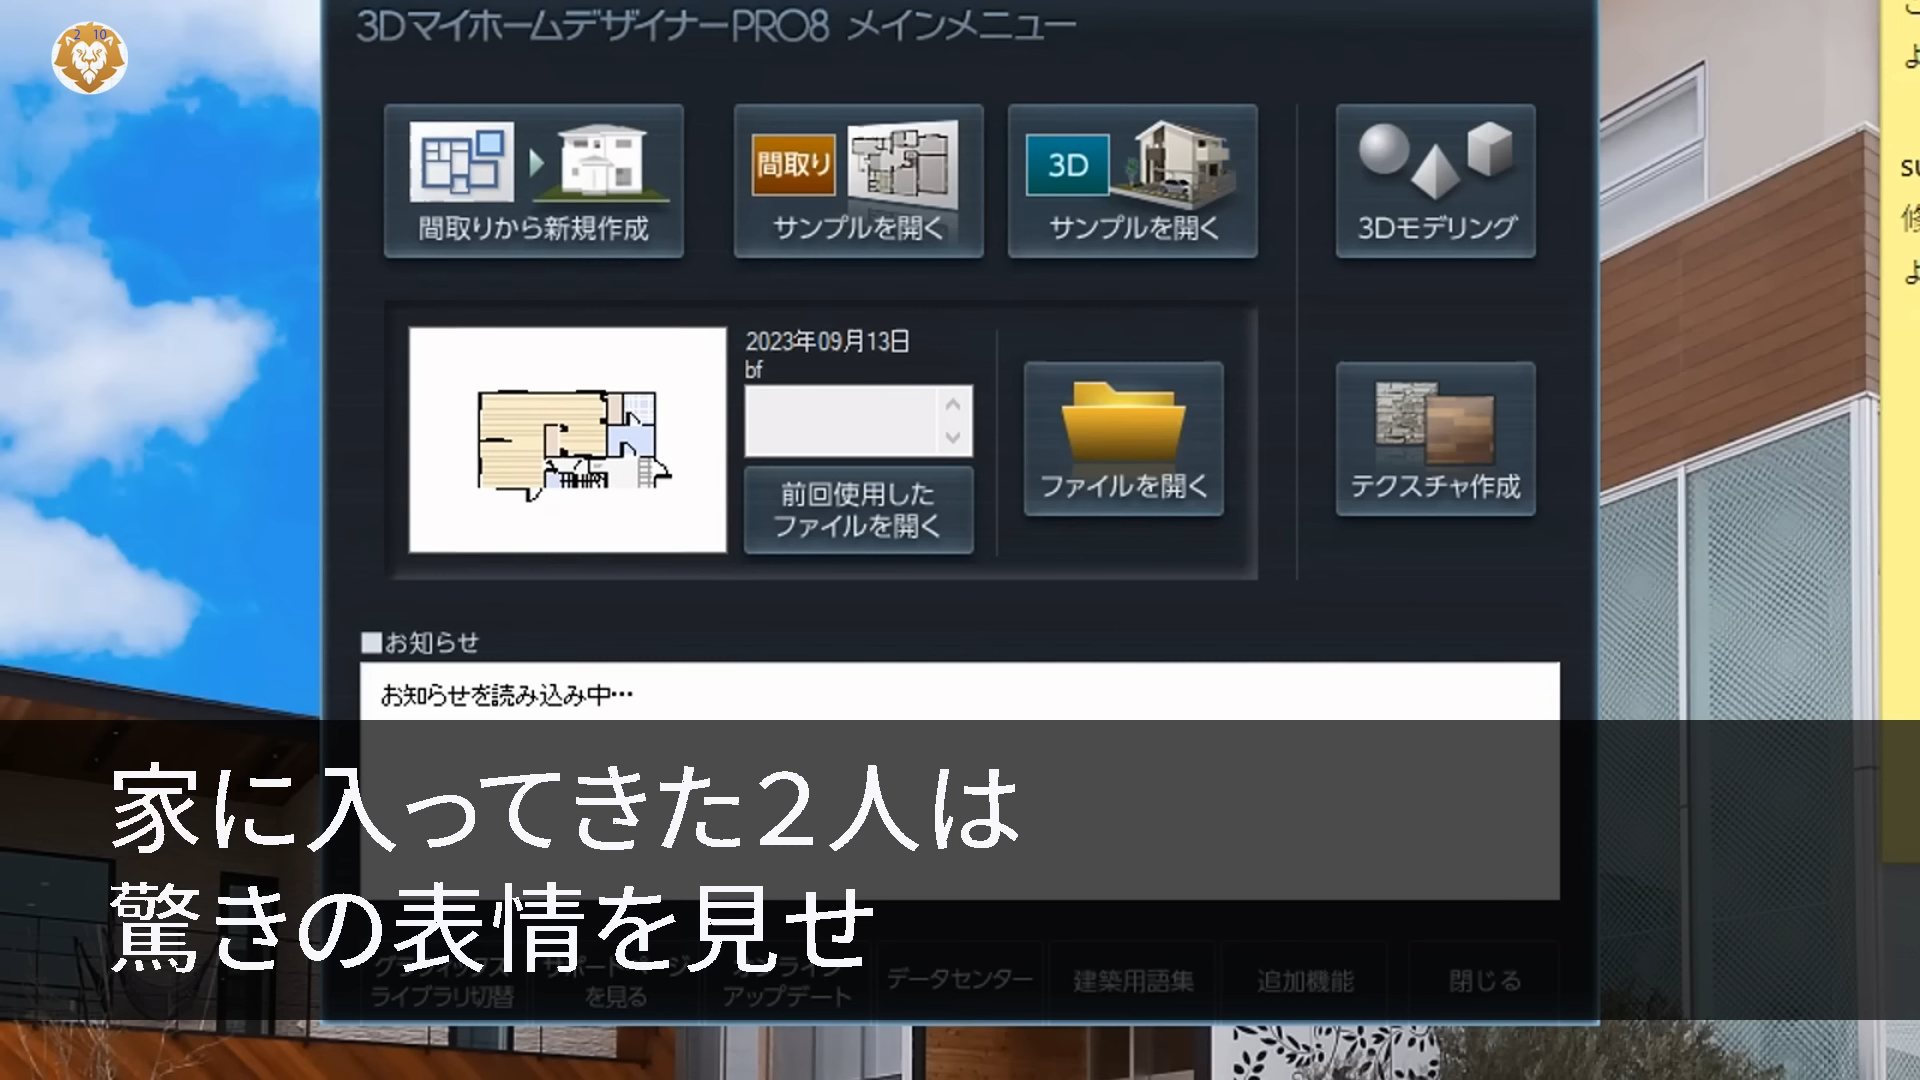 2 10
3DマイホームデザイナーPRO8 メインメニュー
間取り
3D
間取りから新規作成
サンプルを開く
サンプルを開く
3Dモデリング
2023年09月13日
bf
前回使用した
ファイルを開く
ファイルを開く
テクスチャ作成
■お知らせ
お知らせを読み込み中…
家に入ってきた２人は
驚きの表情を見せ
ライブラリ切替
を見る
アップデート
データセンター
建築用語集
追加機能
閉じる